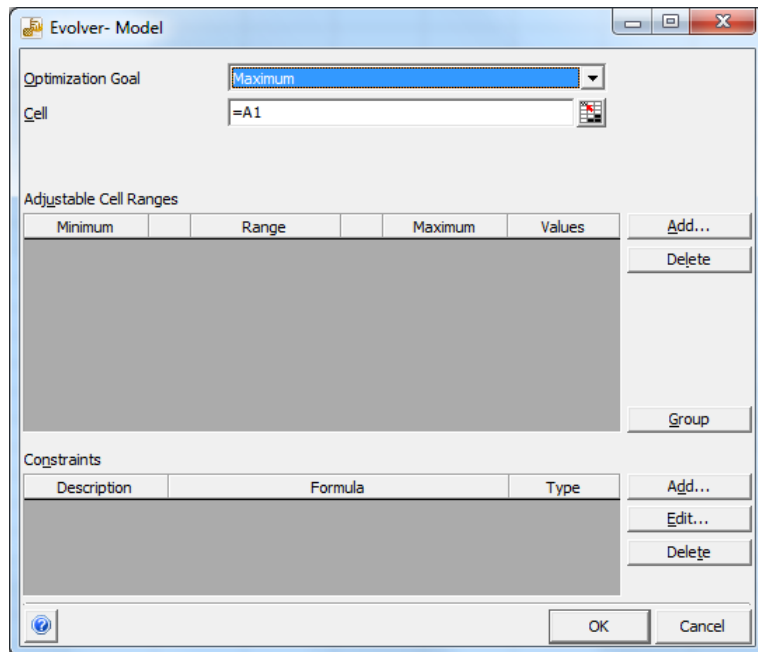 Evolver- Model
Optimization Goal
Maximum
Cell
=A1
Adjustable Cell Ranges
Minimum Range Maximum Values
Add...
Delete
Group
Constraints
Description Formula Type
Add...
Edit...
Delete
OK Cancel